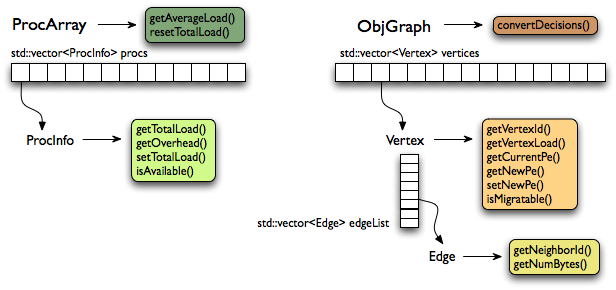 ProcArray
getAverageLoad()
resetTotalLoad()
std::vector<ProcInfo> procs
ProcInfo
getTotalLoad()
getOverhead()
setTotalLoad()
isAvailable()
ObjGraph
convertDecisions()
std::vector<Vertex> vertices
Vertex
getVertexId()
getVertexLoad()
getCurrentPe()
getNewPe()
setNewPe()
isMigratable()
std::vector<Edge> edgeList
Edge
getNeighborId()
getNumBytes()